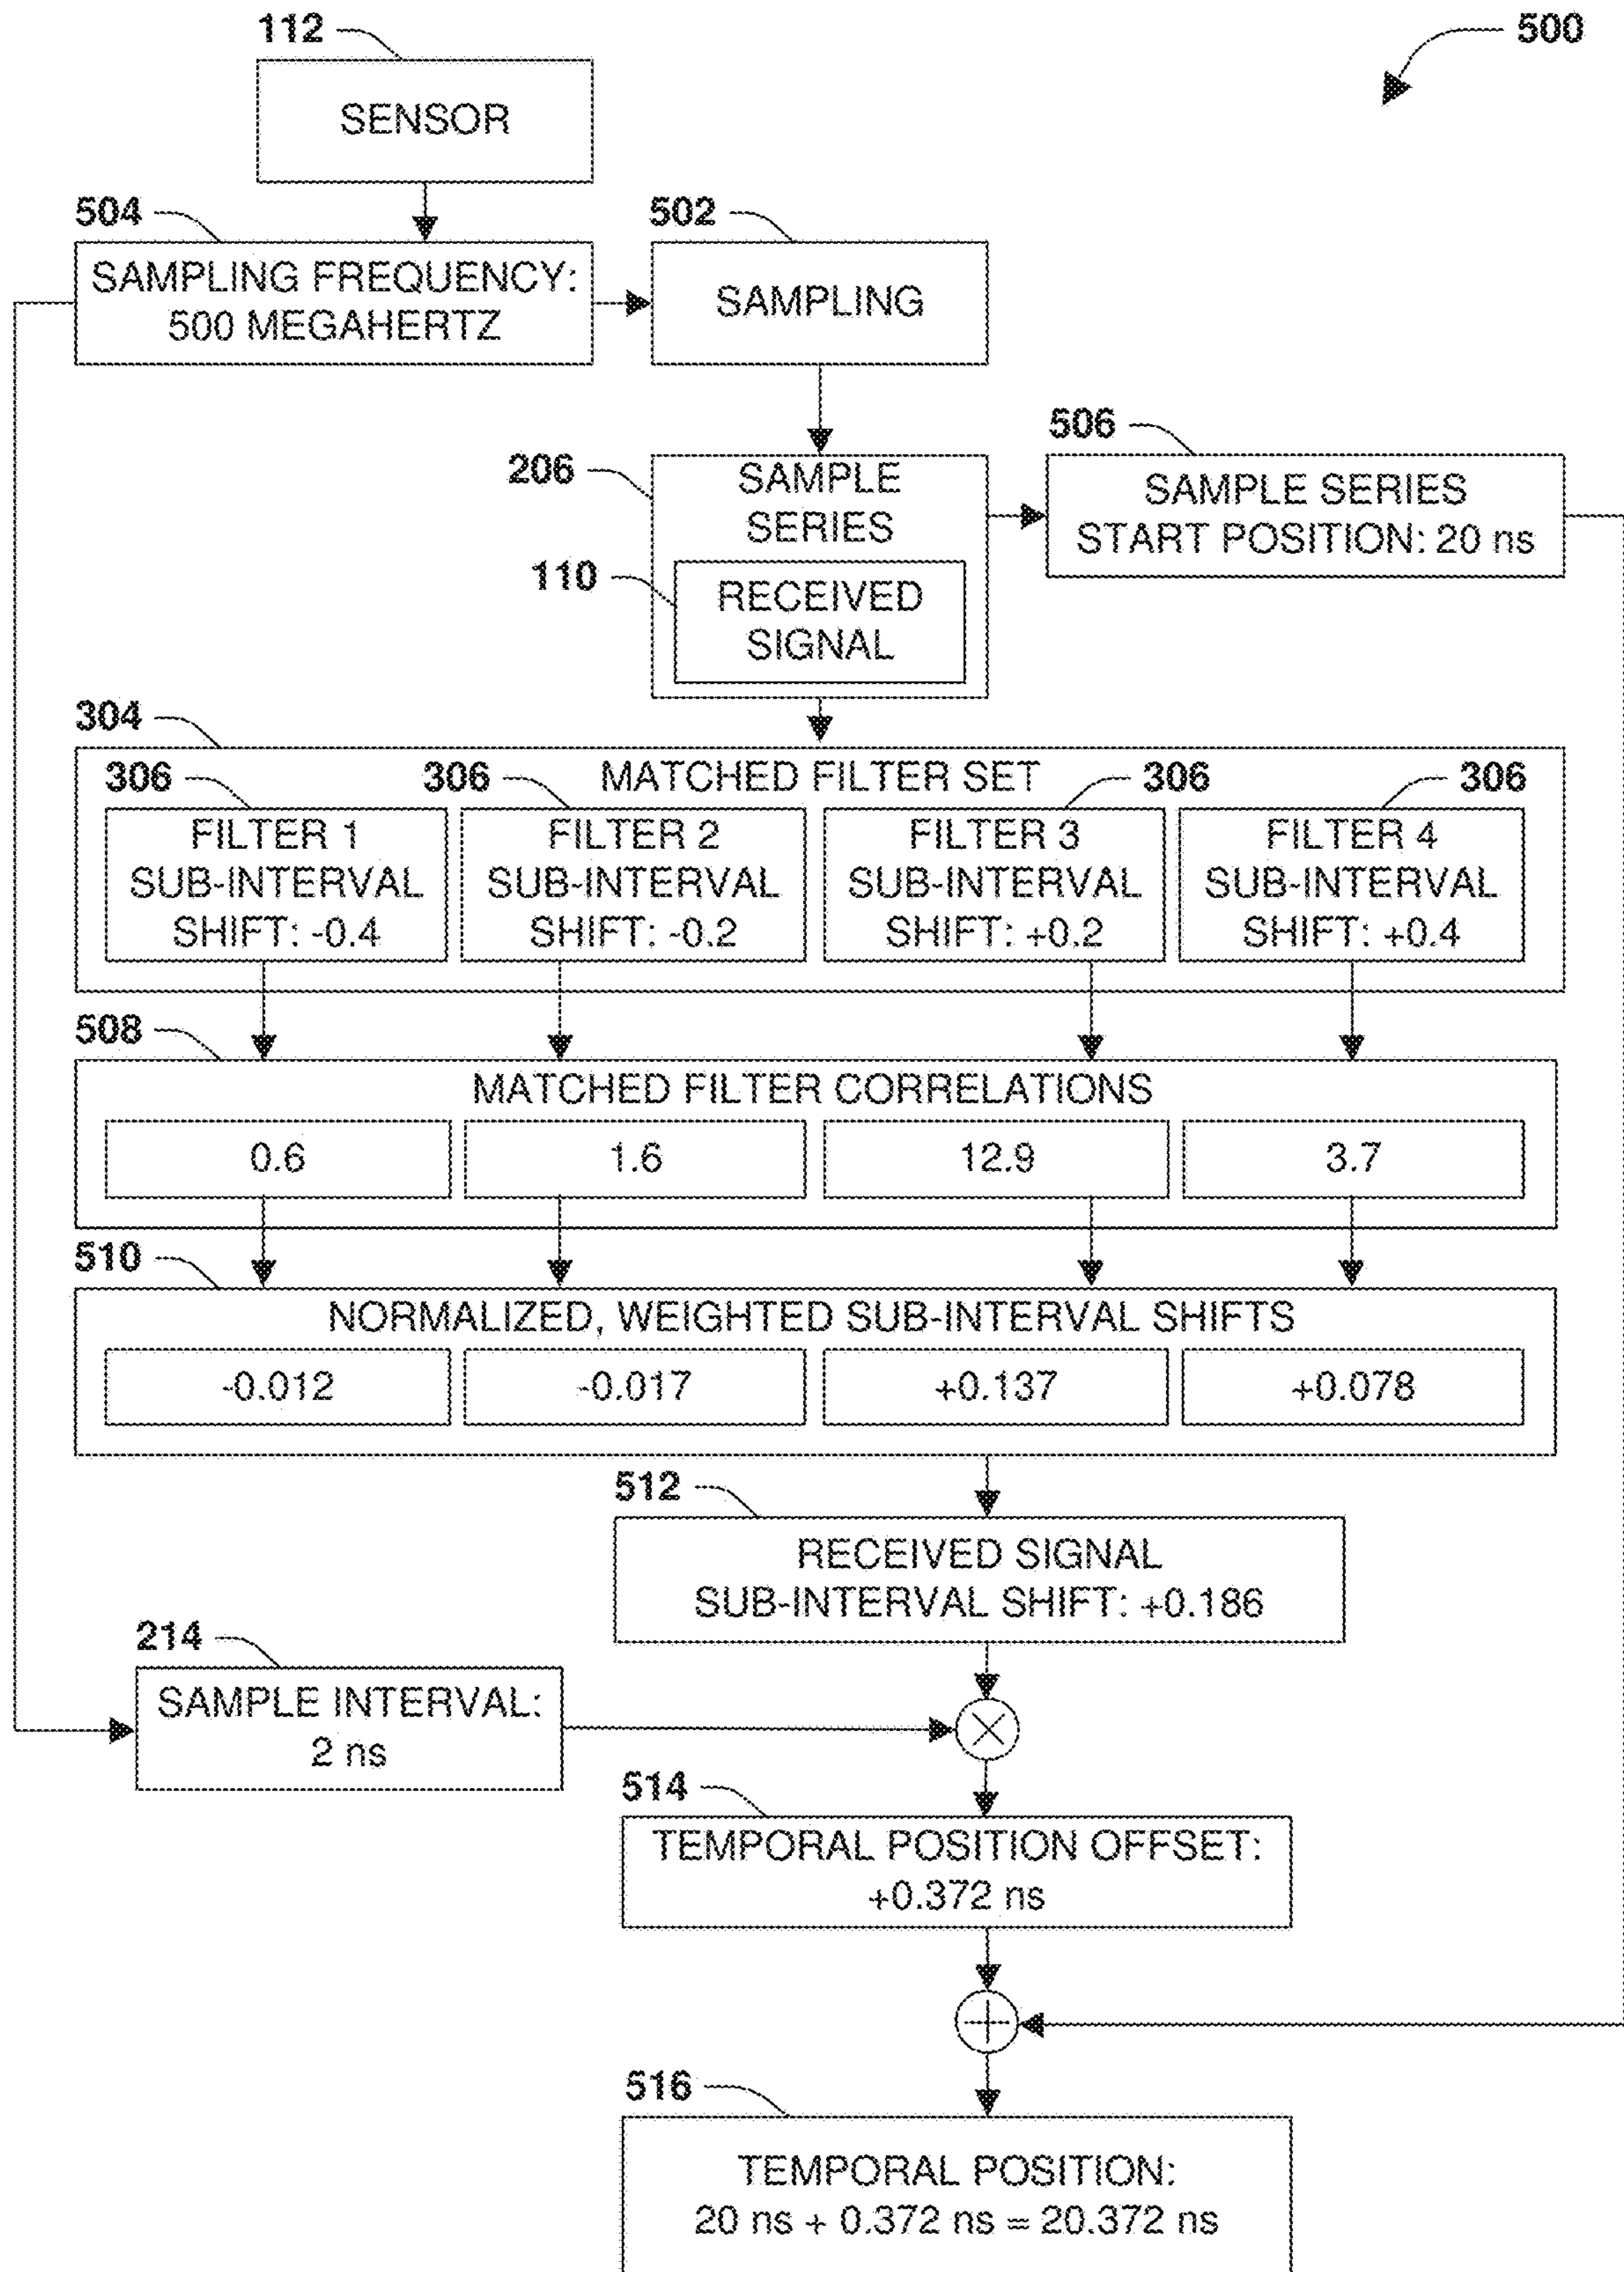 112
500
SENSOR
504
502
SAMPLING FREQUENCY:
500 MEGAHERTZ
SAMPLING
506
206
SAMPLE
SERIES
SAMPLE SERIES
START POSITION: 20 ns
110
RECEIVED
SIGNAL
304
MATCHED FILTER SET
306
306
306
306
FILTER 1
SUB-INTERVAL
SHIFT: -0.4
FILTER 2
SUB-INTERVAL
SHIFT: -0.2
FILTER 3
SUB-INTERVAL
SHIFT: +0.2
FILTER 4
SUB-INTERVAL
SHIFT: +0.4
508
MATCHED FILTER CORRELATIONS
0.6
1.6
12.9
3.7
510
NORMALIZED, WEIGHTED SUB-INTERVAL SHIFTS
-0.012
-0.017
+0.137
+0.078
512
RECEIVED SIGNAL
SUB-INTERVAL SHIFT: +0.186
214
SAMPLE INTERVAL:
2 ns
514
TEMPORAL POSITION OFFSET:
+0.372 ns
516
TEMPORAL POSITION:
20 ns + 0.372 ns = 20.372 ns